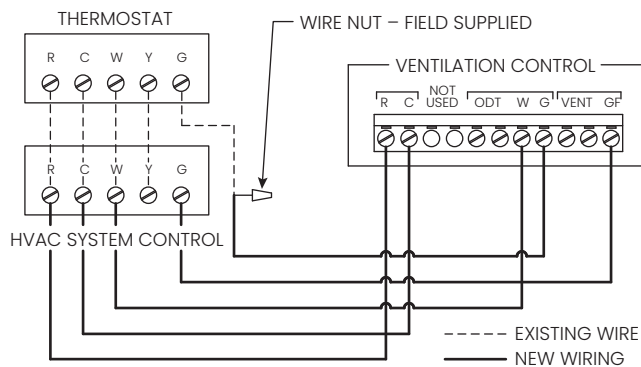 THERMOSTAT
R C W Y G
WIRE NUT – FIELD SUPPLIED
VENTILATION CONTROL
R C NOT USED ODT W G VENT GF
R C W Y G
HVAC SYSTEM CONTROL
EXISTING WIRE
NEW WIRING